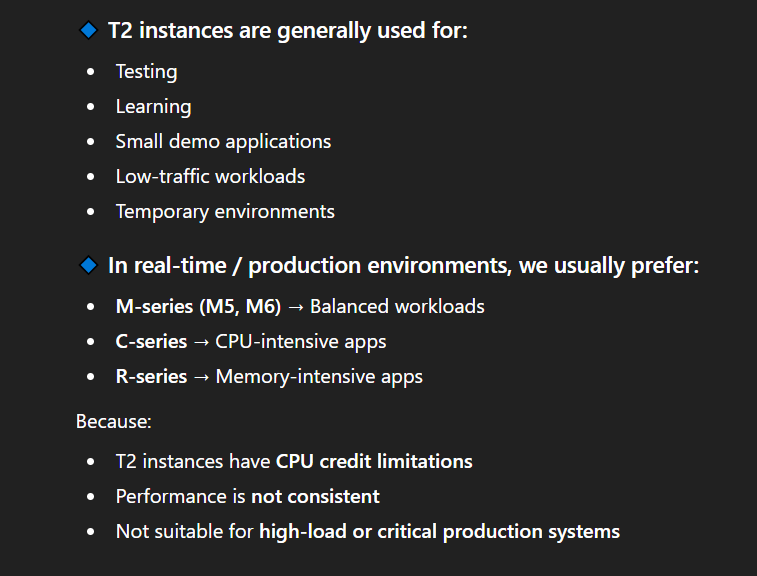 🔷 T2 instances are generally used for:
• Testing
• Learning
• Small demo applications
• Low-traffic workloads
• Temporary environments
🔷 In real-time / production environments, we usually prefer:
• M-series (M5, M6) → Balanced workloads
• C-series → CPU-intensive apps
• R-series → Memory-intensive apps
Because:
• T2 instances have CPU credit limitations
• Performance is not consistent
• Not suitable for high-load or critical production systems